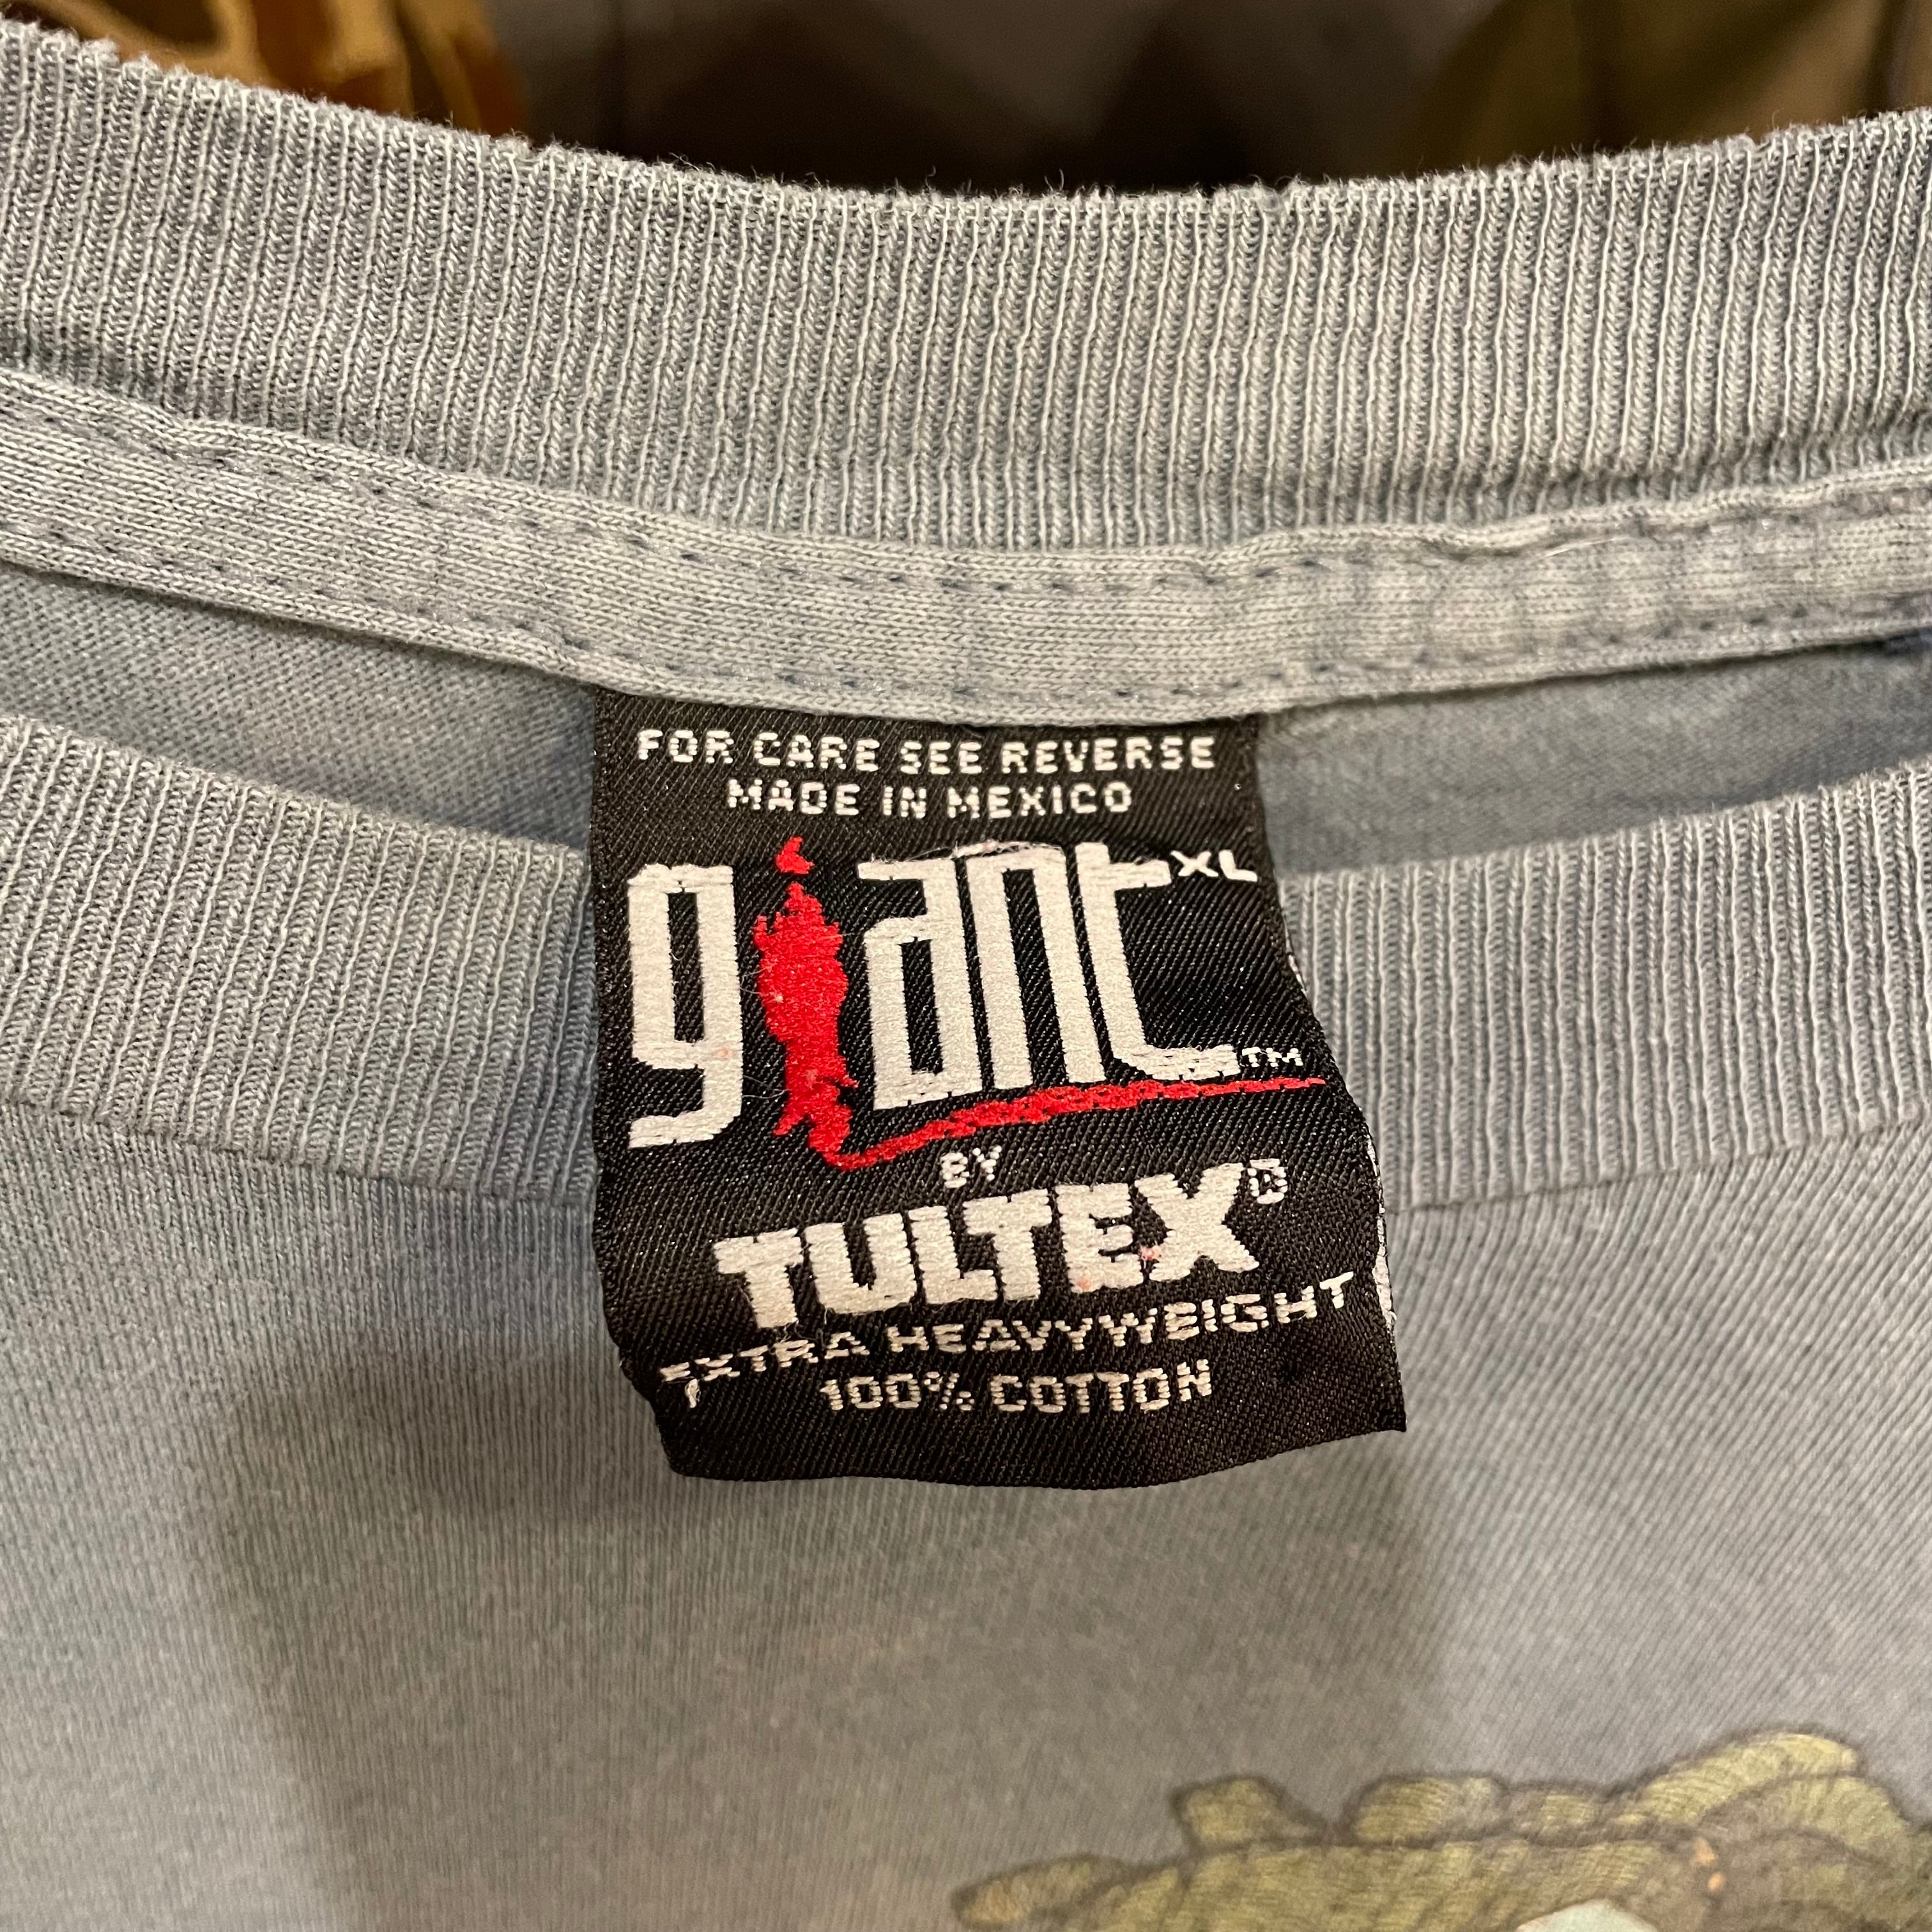 FOR CARE SEE REVERSE
MADE IN MEXICO
giant XL
TM
BY
TULTEX®
EXTRA HEAVYWEIGHT
100% COTTON